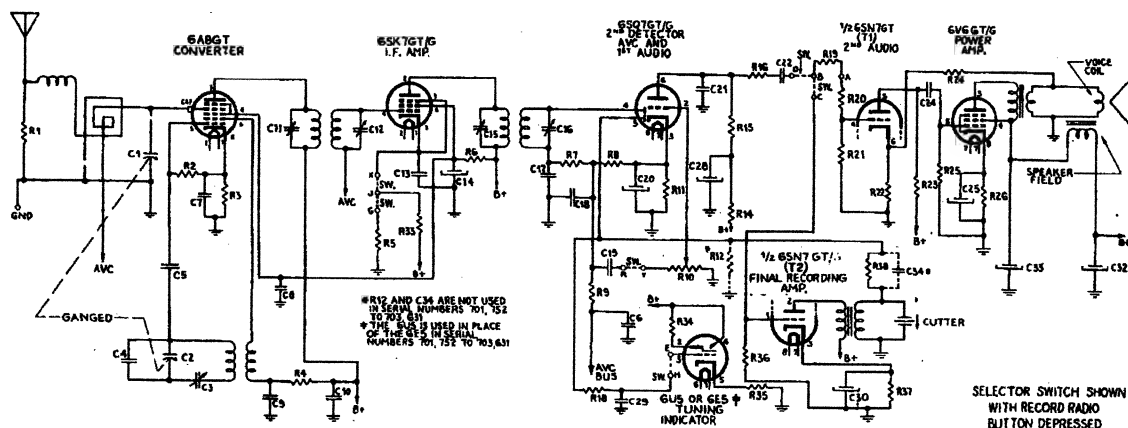 6A8GT
CONVERTER
6SK7GT/G
I.F. AMP.
6SQ7GT/G
2ND DETECTOR
AVC AND
1ST AUDIO
1/2 6SN7GT
(T1)
2ND AUDIO
6V6GT/G
POWER
AMP.
VOICE
COIL
SPEAKER
FIELD
R1
GND
AVC
GANGED
C1
R2
C7
R3
C5
C4
C2
C3
C8
C9
R4
C10
B+
C11
C12
AVC
K
SW.
J
SW.
G
R5
C13
R33
B+
C14
R6
C15
B+
C16
C17
R7
C18
R8
C20
R11
C19
SW.
R10
R9
C6
AVC
BUS
C21
R15
C28
R14
B+
*R12
R16
C22
SW.
B
SW.
C
R19
A
R20
R21
R22
R23
B+
R24
C24
R25
C25
R26
C33
C32
*R12 AND C34 ARE NOT USED
IN SERIAL NUMBERS 701, 752
TO 703, 631
‡ THE 6U5 IS USED IN PLACE
OF THE 6E5 IN SERIAL
NUMBERS 701, 752 TO 703,631
B+
R34
E
SW.
H
R18
C29
6U5 OR 6E5 ‡
TUNING
INDICATOR
R35
R36
1/2 6SN7 GT/G
(T2)
FINAL RECORDING
AMP.
B+
C30
R37
R38
C34*
CUTTER
SELECTOR SWITCH SHOWN
WITH RECORD RADIO
BUTTON DEPRESSED